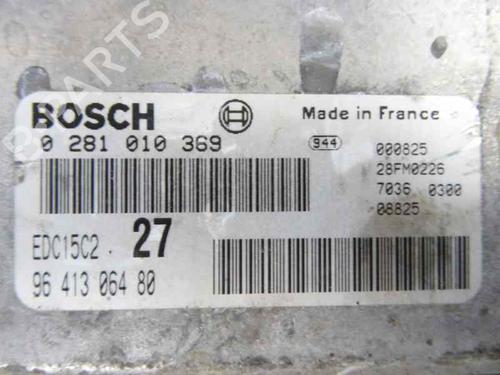 BOSCH
Made in France
0 281 010 369
944
000825
28FM0226
7036 0300
08825
EDC15C2 27
96 413 064 80
PARTS